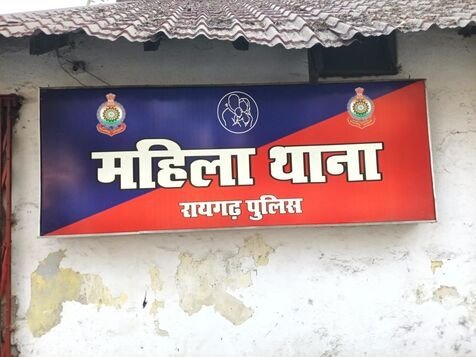 महिला थाना
रायगढ़ पुलिस